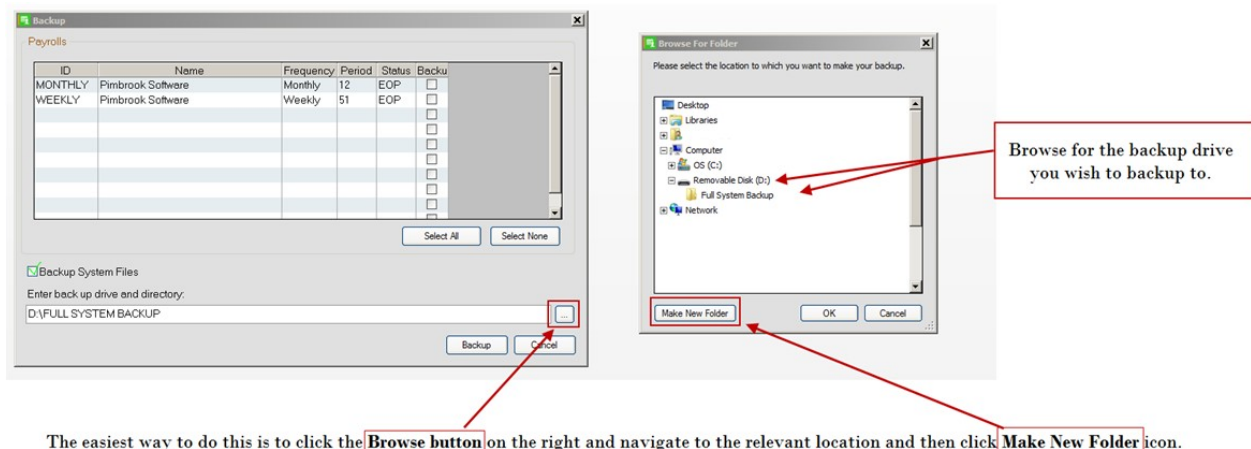 Backup
Payrolls
ID Name Frequency Period Status Backu
MONTHLY Pimbrook Software Monthly 12 EOP
WEEKLY Pimbrook Software Weekly 51 EOP
Select All Select None
Backup System Files
Enter back up drive and directory:
D:\FULL SYSTEM BACKUP ...
Backup Cancel
Browse For Folder
Please select the location to which you want to make your backup.
Desktop
Libraries
Computer
OS (C:)
Removable Disk (D:)
Full System Backup
Network
Make New Folder OK Cancel
Browse for the backup drive
you wish to backup to.
The easiest way to do this is to click the Browse button on the right and navigate to the relevant location and then click Make New Folder icon.